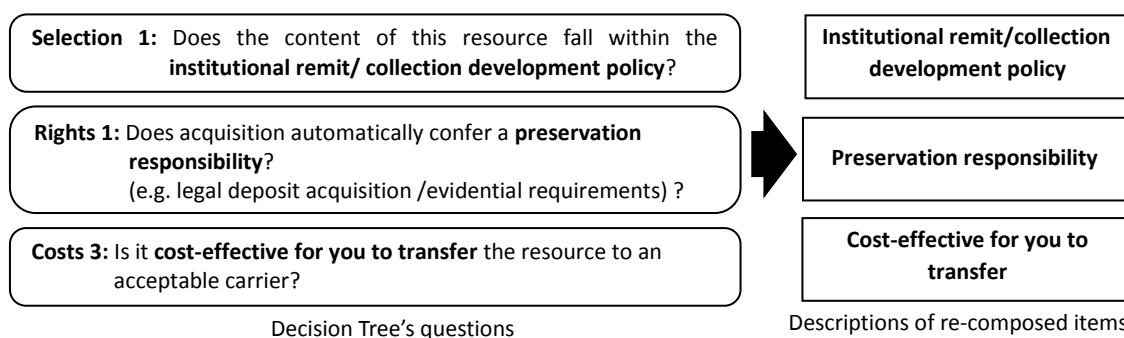 Selection 1: Does the content of this resource fall within the
institutional remit/ collection development policy?
Rights 1: Does acquisition automatically confer a preservation
responsibility?
(e.g. legal deposit acquisition /evidential requirements) ?
Costs 3: Is it cost-effective for you to transfer the resource to an
acceptable carrier?
Decision Tree's questions
Institutional remit/collection
development policy
Preservation responsibility
Cost-effective for you to
transfer
Descriptions of re-composed items